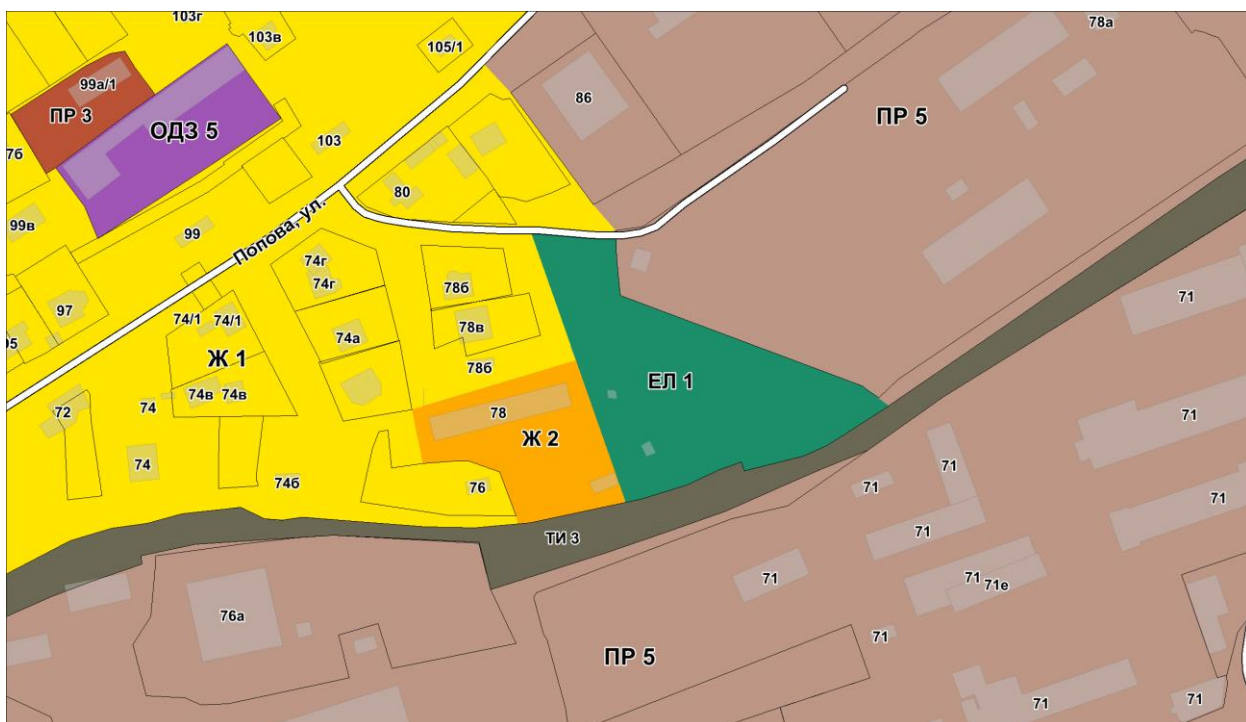 103г
103в
105/1
78а
99а/1
ПР 3
ОДЗ 5
86
ПР 5
103
76
80
99в
99
Попова, ул.
74г
74г
78б
71
97
74/1
74/1
78в
95
74а
Ж 1
78б
ЕЛ 1
74в
74в
72
74
78
71
Ж 2
74
74б
76
71
71
71
ТИ 3
71
71
71е
76а
71
ПР 5
71
71